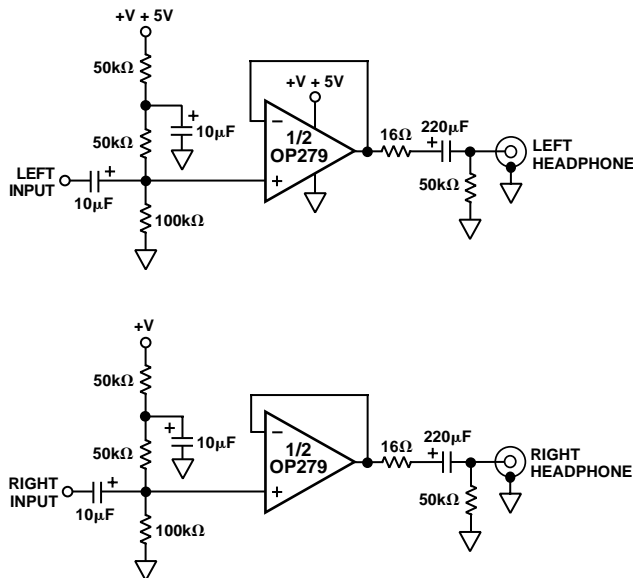 +V + 5V
50kΩ
+V + 5V
+
10μF
50kΩ
−
1/2
OP279
+
16Ω
220μF
+
LEFT
HEADPHONE
LEFT
INPUT
+
10μF
100kΩ
50kΩ
+V
50kΩ
+
10μF
50kΩ
−
1/2
OP279
+
16Ω
220μF
+
RIGHT
HEADPHONE
RIGHT
INPUT
+
10μF
100kΩ
50kΩ